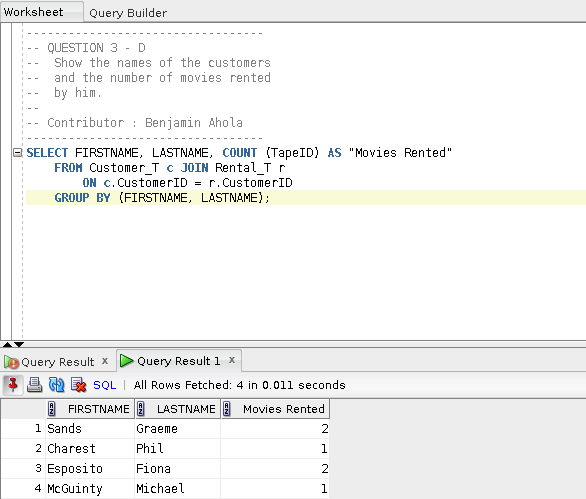 Worksheet Query Builder
----------------------------------
-- QUESTION 3 - D
--  Show the names of the customers
--  and the number of movies rented
--  by him.
--
-- Contributor : Benjamin Ahola
----------------------------------
SELECT FIRSTNAME, LASTNAME, COUNT (TapeID) AS "Movies Rented"
    FROM Customer_T c JOIN Rental_T r
        ON c.CustomerID = r.CustomerID
    GROUP BY (FIRSTNAME, LASTNAME);
Query Result x Query Result 1 x
SQL | All Rows Fetched: 4 in 0.011 seconds
FIRSTNAME LASTNAME Movies Rented
1 Sands Graeme 2
2 Charest Phil 1
3 Esposito Fiona 2
4 McGuinty Michael 1